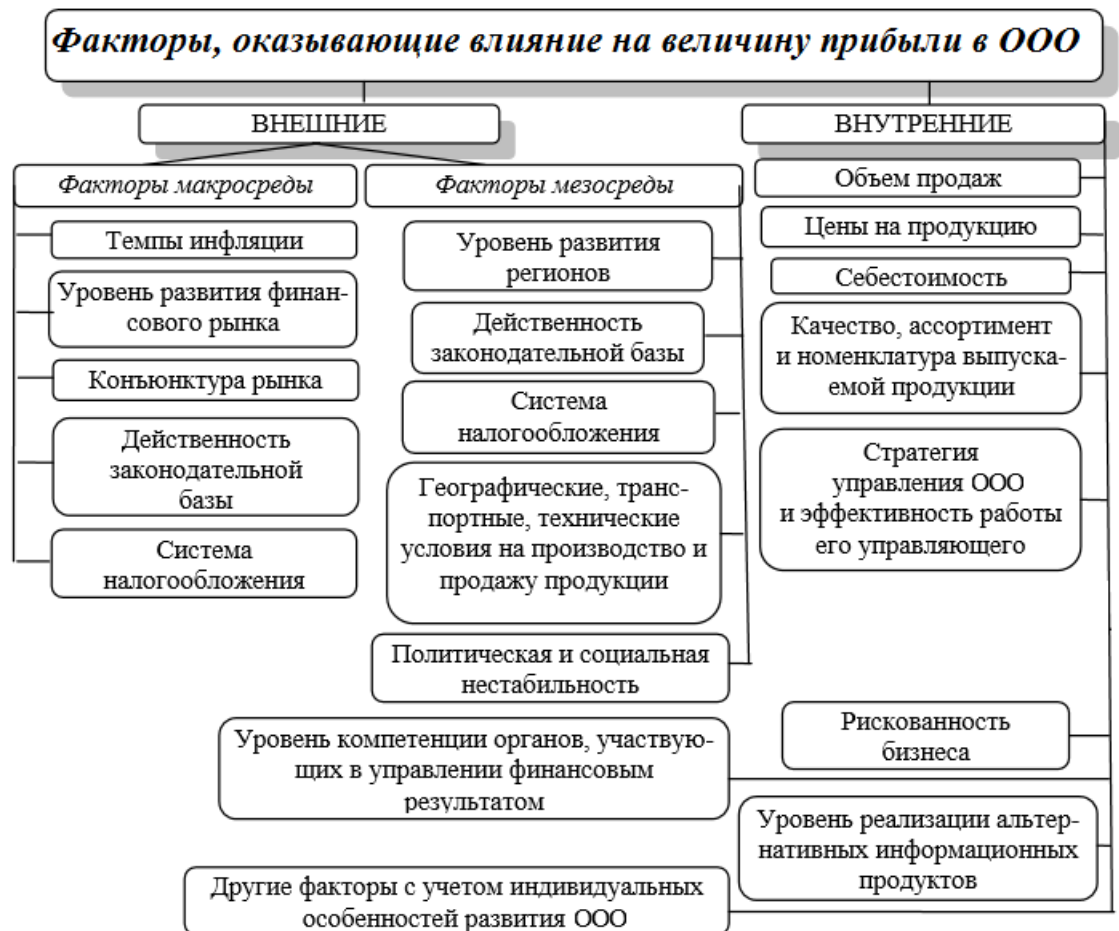 Факторы, оказывающие влияние на величину прибыли в ООО
ВНЕШНИЕ
Факторы макросреды
Темпы инфляции
Уровень развития финан-
сового рынка
Конъюнктура рынка
Действенность
законодательной
базы
Система
налогообложения
Факторы мезосреды
Уровень развития
регионов
Действенность
законодательной базы
Система
налогообложения
Географические, транс-
портные, технические
условия на производство и
продажу продукции
Политическая и социальная
нестабильность
ВНУТРЕННИЕ
Объем продаж
Цены на продукцию
Себестоимость
Качество, ассортимент
и номенклатура выпуска-
емой продукции
Стратегия
управления ООО
и эффективность работы
его управляющего
Рискованность
бизнеса
Уровень компетенции органов, участвую-
щих в управлении финансовым
результатом
Уровень реализации альтер-
нативных информационных
продуктов
Другие факторы с учетом индивидуальных
особенностей развития ООО